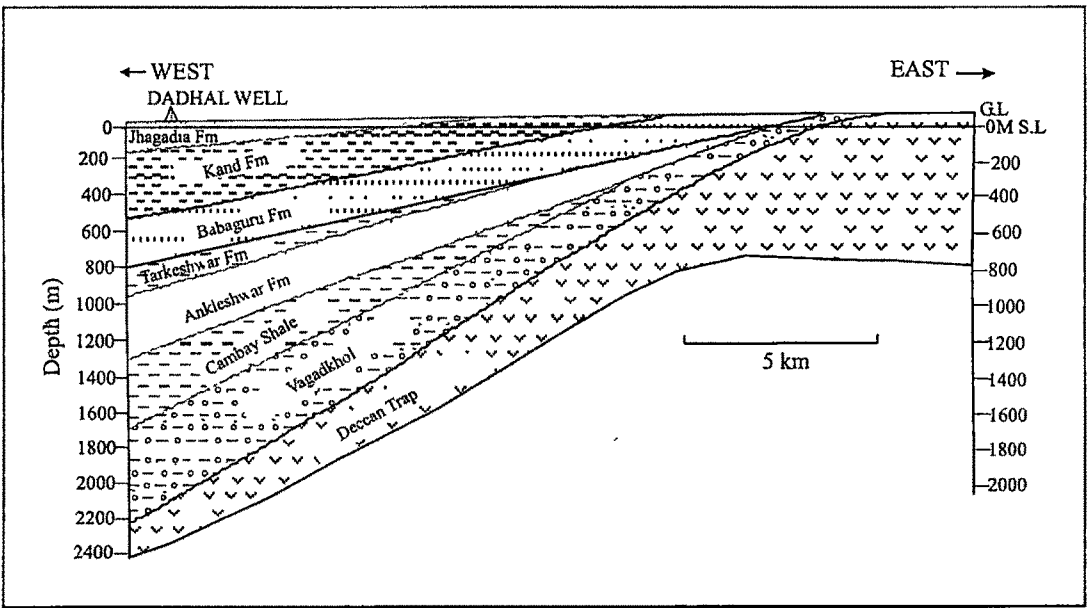 WEST
EAST
DADHAL WELL
G.L
0M S.L
0
200
400
600
800
1000
1200
1400
1600
1800
2000
2200
2400
Depth (m)
Jhagadia Fm
Kand Fm
Babaguru Fm
Tarkeshwar Fm
Ankleshwar Fm
Cambay Shale
Vagadkhol
Deccan Trap
200
400
600
800
1000
1200
1400
1600
1800
2000
5 km